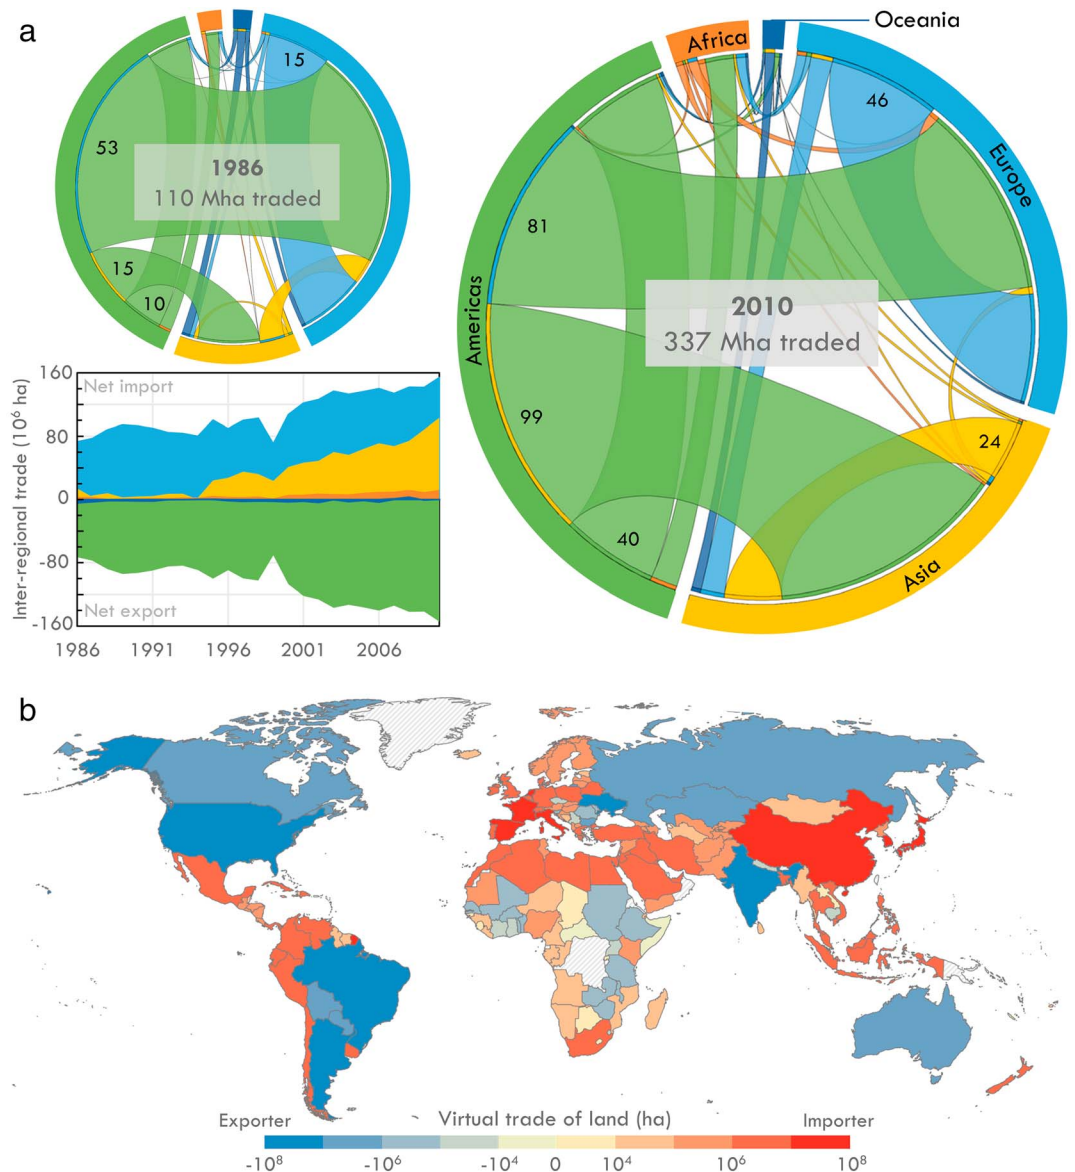 a
15
53
1986
110 Mha traded
15
10
Oceania
Africa
46
Europe
81
Americas
2010
337 Mha traded
99
24
40
Asia
Inter-regional trade (10⁶ ha)
160
Net import
80
0
-80
Net export
-160
1986 1991 1996 2001 2006
b
Exporter Virtual trade of land (ha) Importer
-10⁸ -10⁶ -10⁴ 0 10⁴ 10⁶ 10⁸